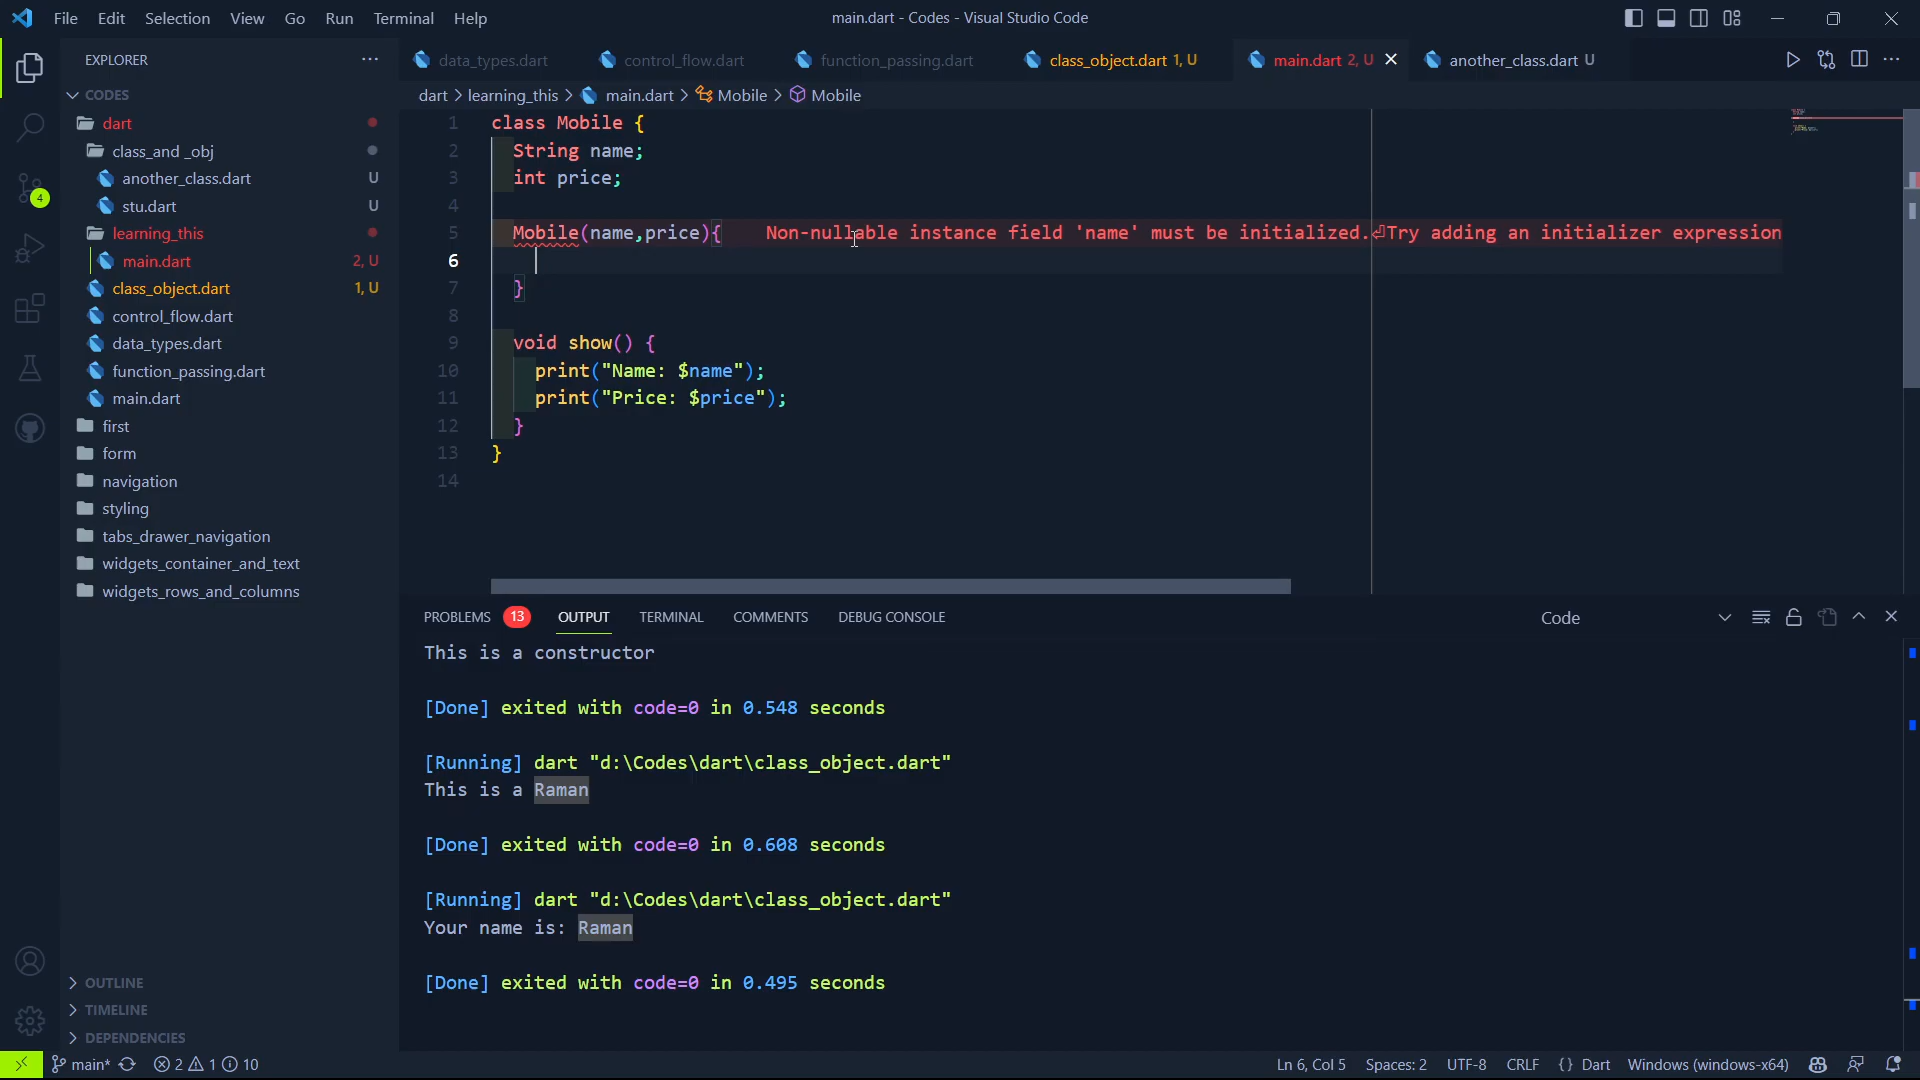 File Edit Selection View Go Run Terminal Help
main.dart - Codes - Visual Studio Code
EXPLORER
data_types.dart
control_flow.dart
function_passing.dart
class_object.dart 1, U
main.dart 2, U
another_class.dart U
CODES
dart > learning_this > main.dart > Mobile > Mobile
dart
class_and _obj
another_class.dart U
stu.dart U
learning_this
main.dart 2, U
class_object.dart 1, U
control_flow.dart
data_types.dart
function_passing.dart
main.dart
first
form
navigation
styling
tabs_drawer_navigation
widgets_container_and_text
widgets_rows_and_columns
4
OUTLINE
TIMELINE
DEPENDENCIES
1 class Mobile {
2 String name;
3 int price;
4
5 Mobile(name,price){ Non-nullable instance field 'name' must be initialized.⏎Try adding an initializer expression
6
7 }
8
9 void show() {
10 print("Name: $name");
11 print("Price: $price");
12 }
13 }
14
PROBLEMS 13 OUTPUT TERMINAL COMMENTS DEBUG CONSOLE Code
This is a constructor
[Done] exited with code=0 in 0.548 seconds
[Running] dart "d:\Codes\dart\class_object.dart"
This is a Raman
[Done] exited with code=0 in 0.608 seconds
[Running] dart "d:\Codes\dart\class_object.dart"
Your name is: Raman
[Done] exited with code=0 in 0.495 seconds
main* 2 1 10 Ln 6, Col 5 Spaces: 2 UTF-8 CRLF {} Dart Windows (windows-x64)